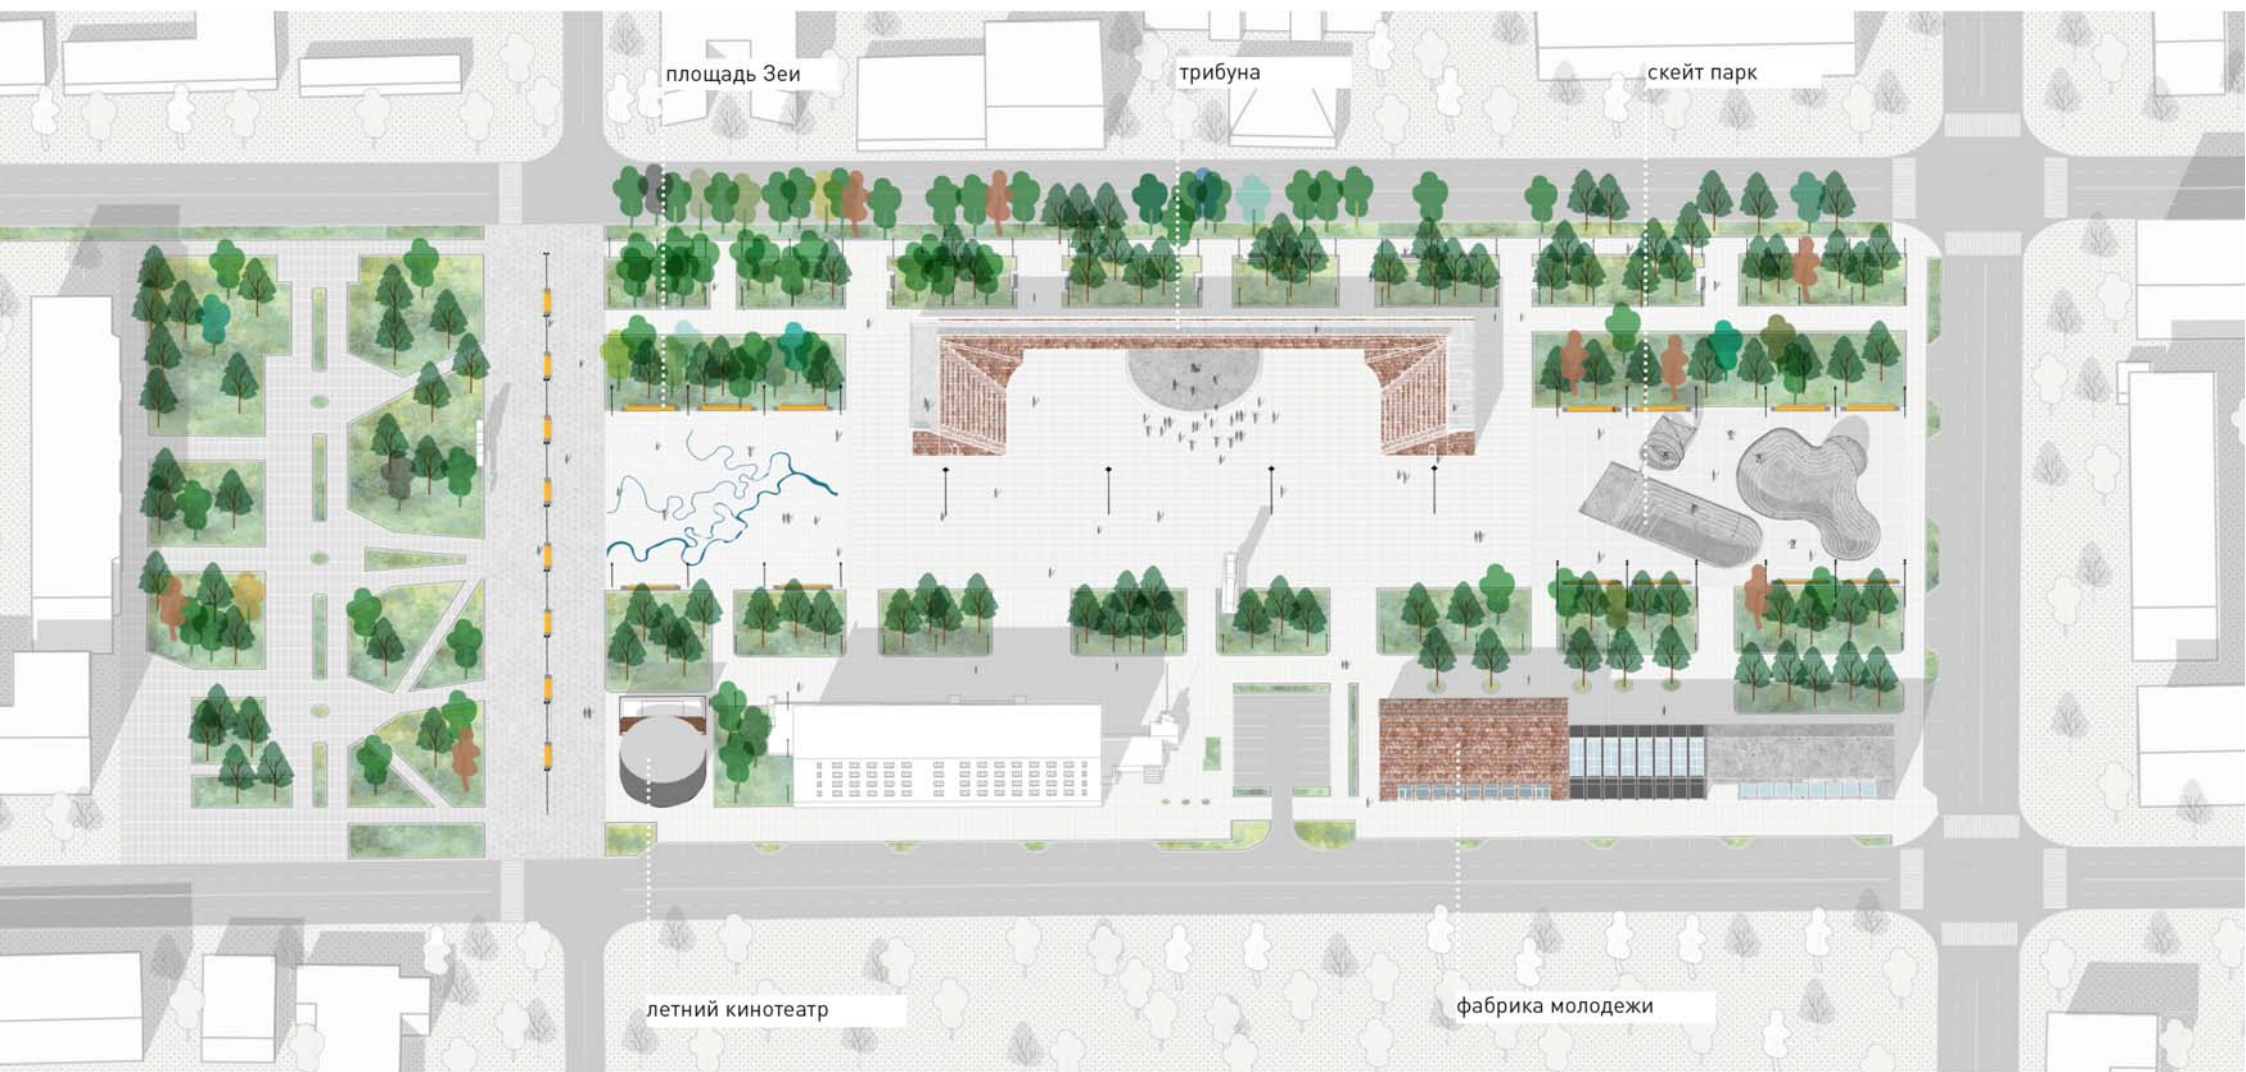 площадь Зеи
трибуна
скейт парк
летний кинотеатр
фабрика молодежи